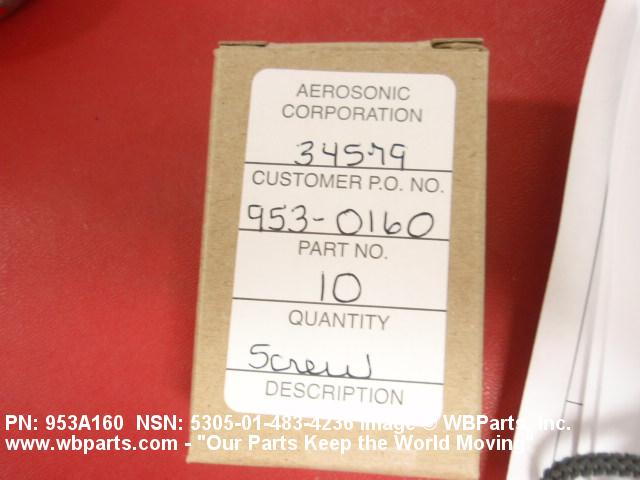 AEROSONIC
CORPORATION
34579
CUSTOMER P.O. NO.
953-0160
PART NO.
10
QUANTITY
Screw
DESCRIPTION
PN: 953A160 NSN: 5305-01-483-4236 Image © WBParts, Inc.
www.wbparts.com - "Our Parts Keep the World Moving"